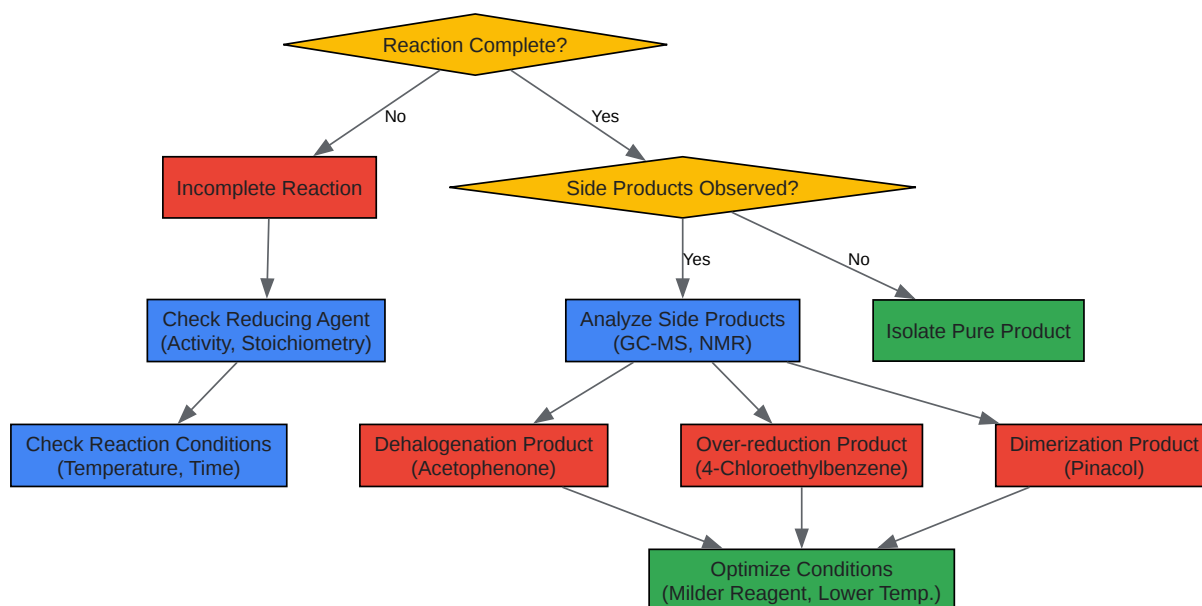 Reaction Complete?
No
Yes
Incomplete Reaction
Side Products Observed?
Yes
No
Check Reducing Agent
(Activity, Stoichiometry)
Analyze Side Products
(GC-MS, NMR)
Isolate Pure Product
Check Reaction Conditions
(Temperature, Time)
Dehalogenation Product
(Acetophenone)
Over-reduction Product
(4-Chloroethylbenzene)
Dimerization Product
(Pinacol)
Optimize Conditions
(Milder Reagent, Lower Temp.)